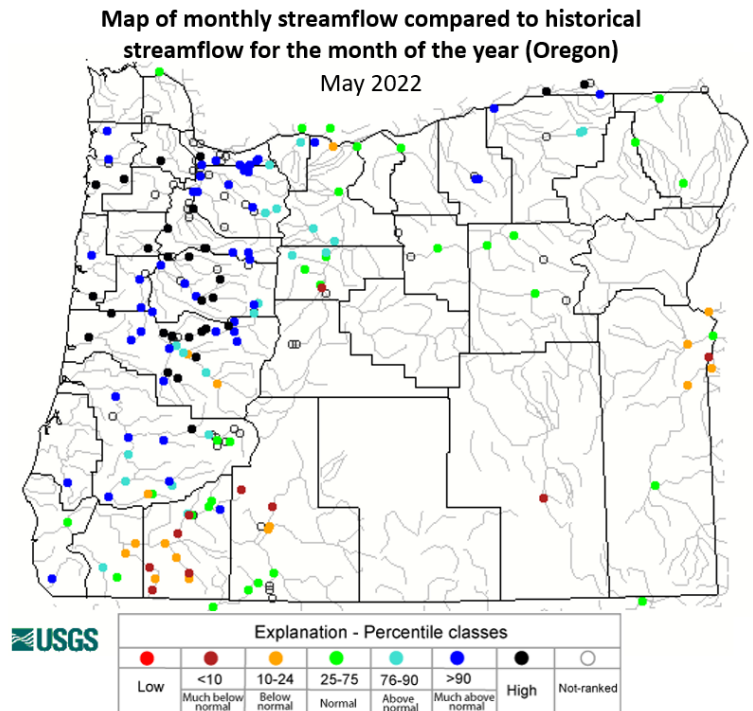 Map of monthly streamflow compared to historical
streamflow for the month of the year (Oregon)
May 2022
USGS
Explanation - Percentile classes
Low
<10
10-24
25-75
76-90
>90
High
Not-ranked
Much below
normal
Below
normal
Normal
Above
normal
Much above
normal